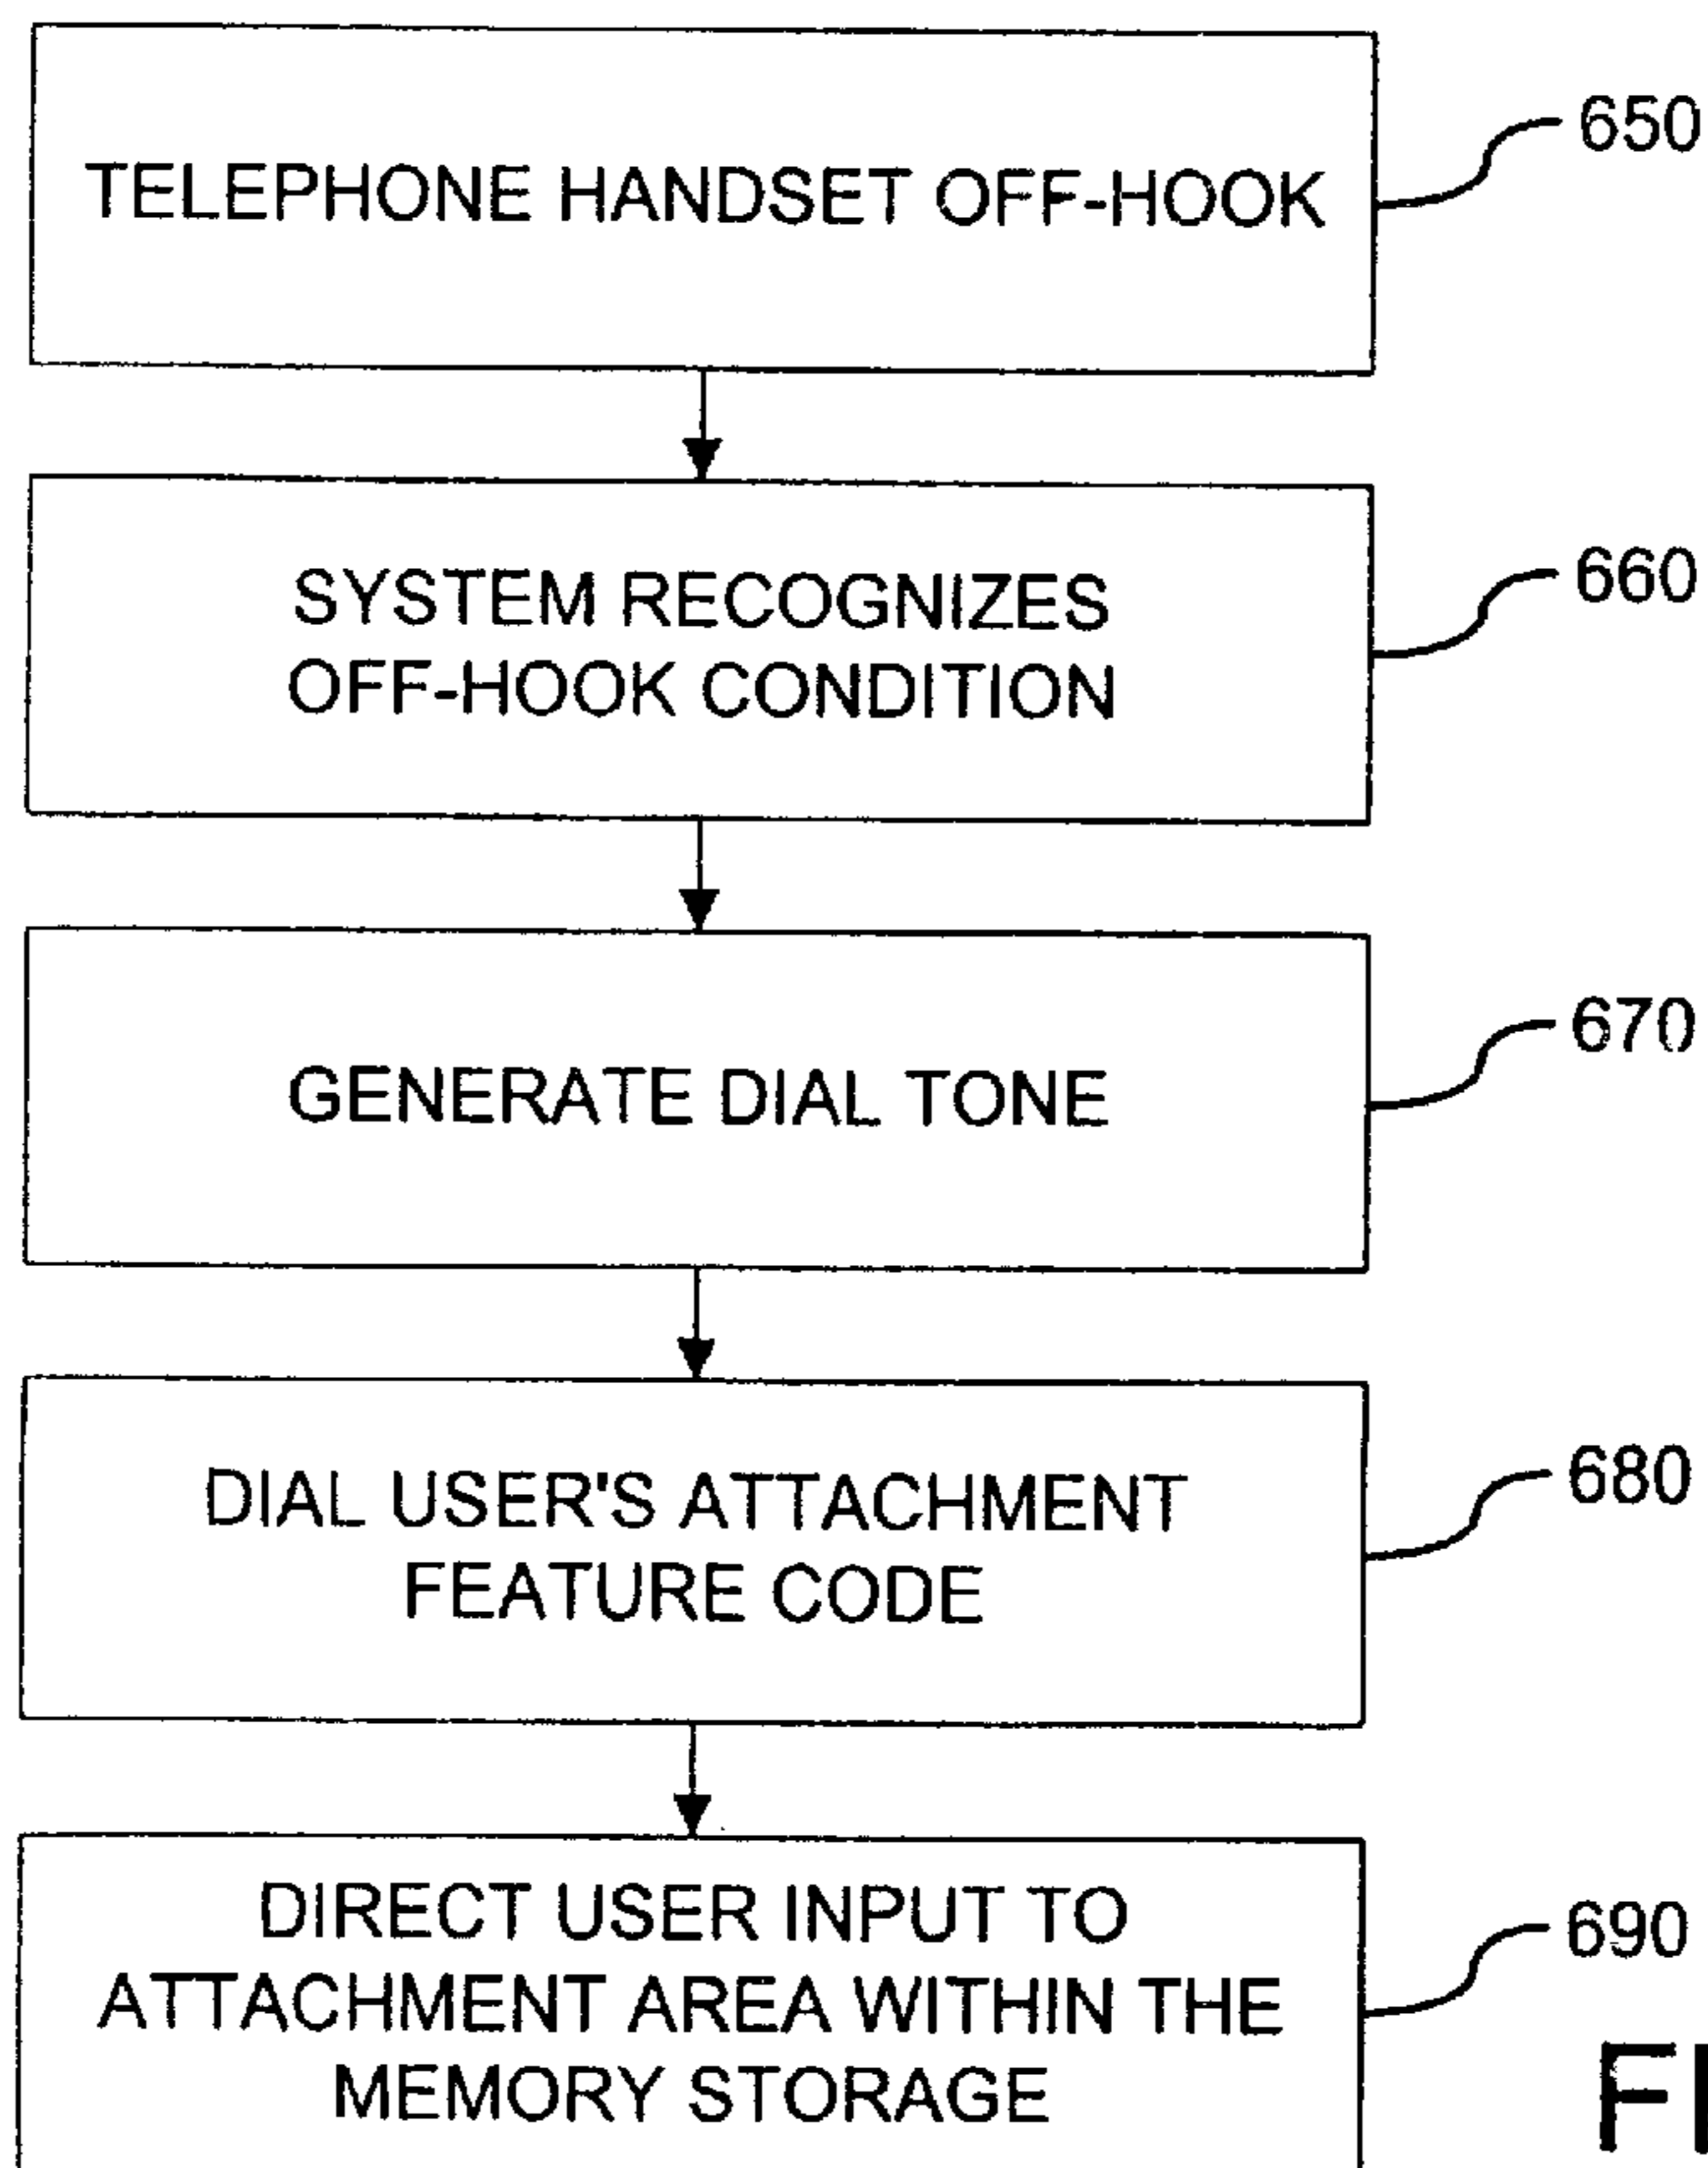 TELEPHONE HANDSET OFF-HOOK
650
SYSTEM RECOGNIZES
OFF-HOOK CONDITION
660
GENERATE DIAL TONE
670
DIAL USER'S ATTACHMENT
FEATURE CODE
680
DIRECT USER INPUT TO
ATTACHMENT AREA WITHIN THE
MEMORY STORAGE
690